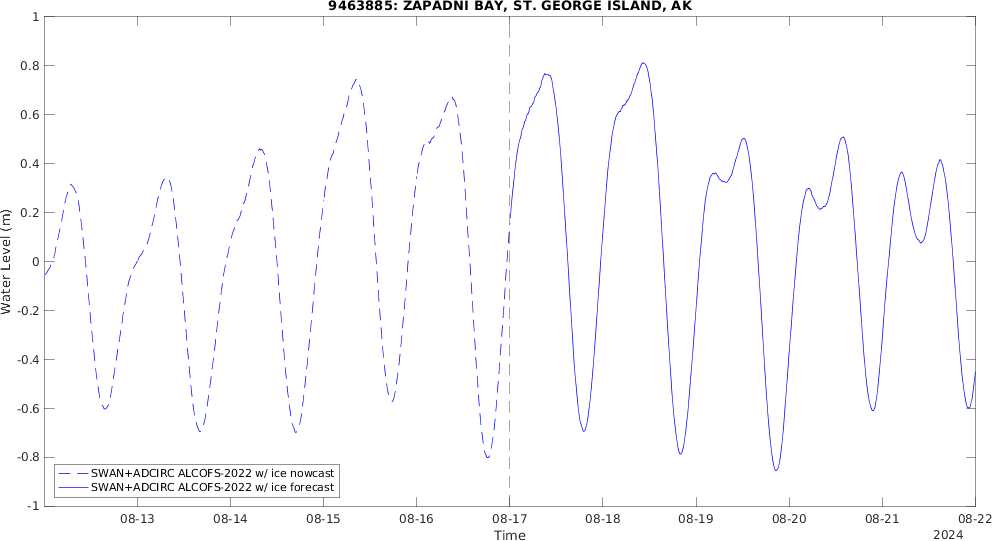 9463885: ZAPADNI BAY, ST. GEORGE ISLAND, AK
1
0.8
0.6
0.4
0.2
0
-0.2
-0.4
-0.6
-0.8
-1
Water Level (m)
SWAN+ADCIRC ALCOFS-2022 w/ ice nowcast
SWAN+ADCIRC ALCOFS-2022 w/ ice forecast
08-13 08-14 08-15 08-16 08-17 08-18 08-19 08-20 08-21 08-22
Time
2024